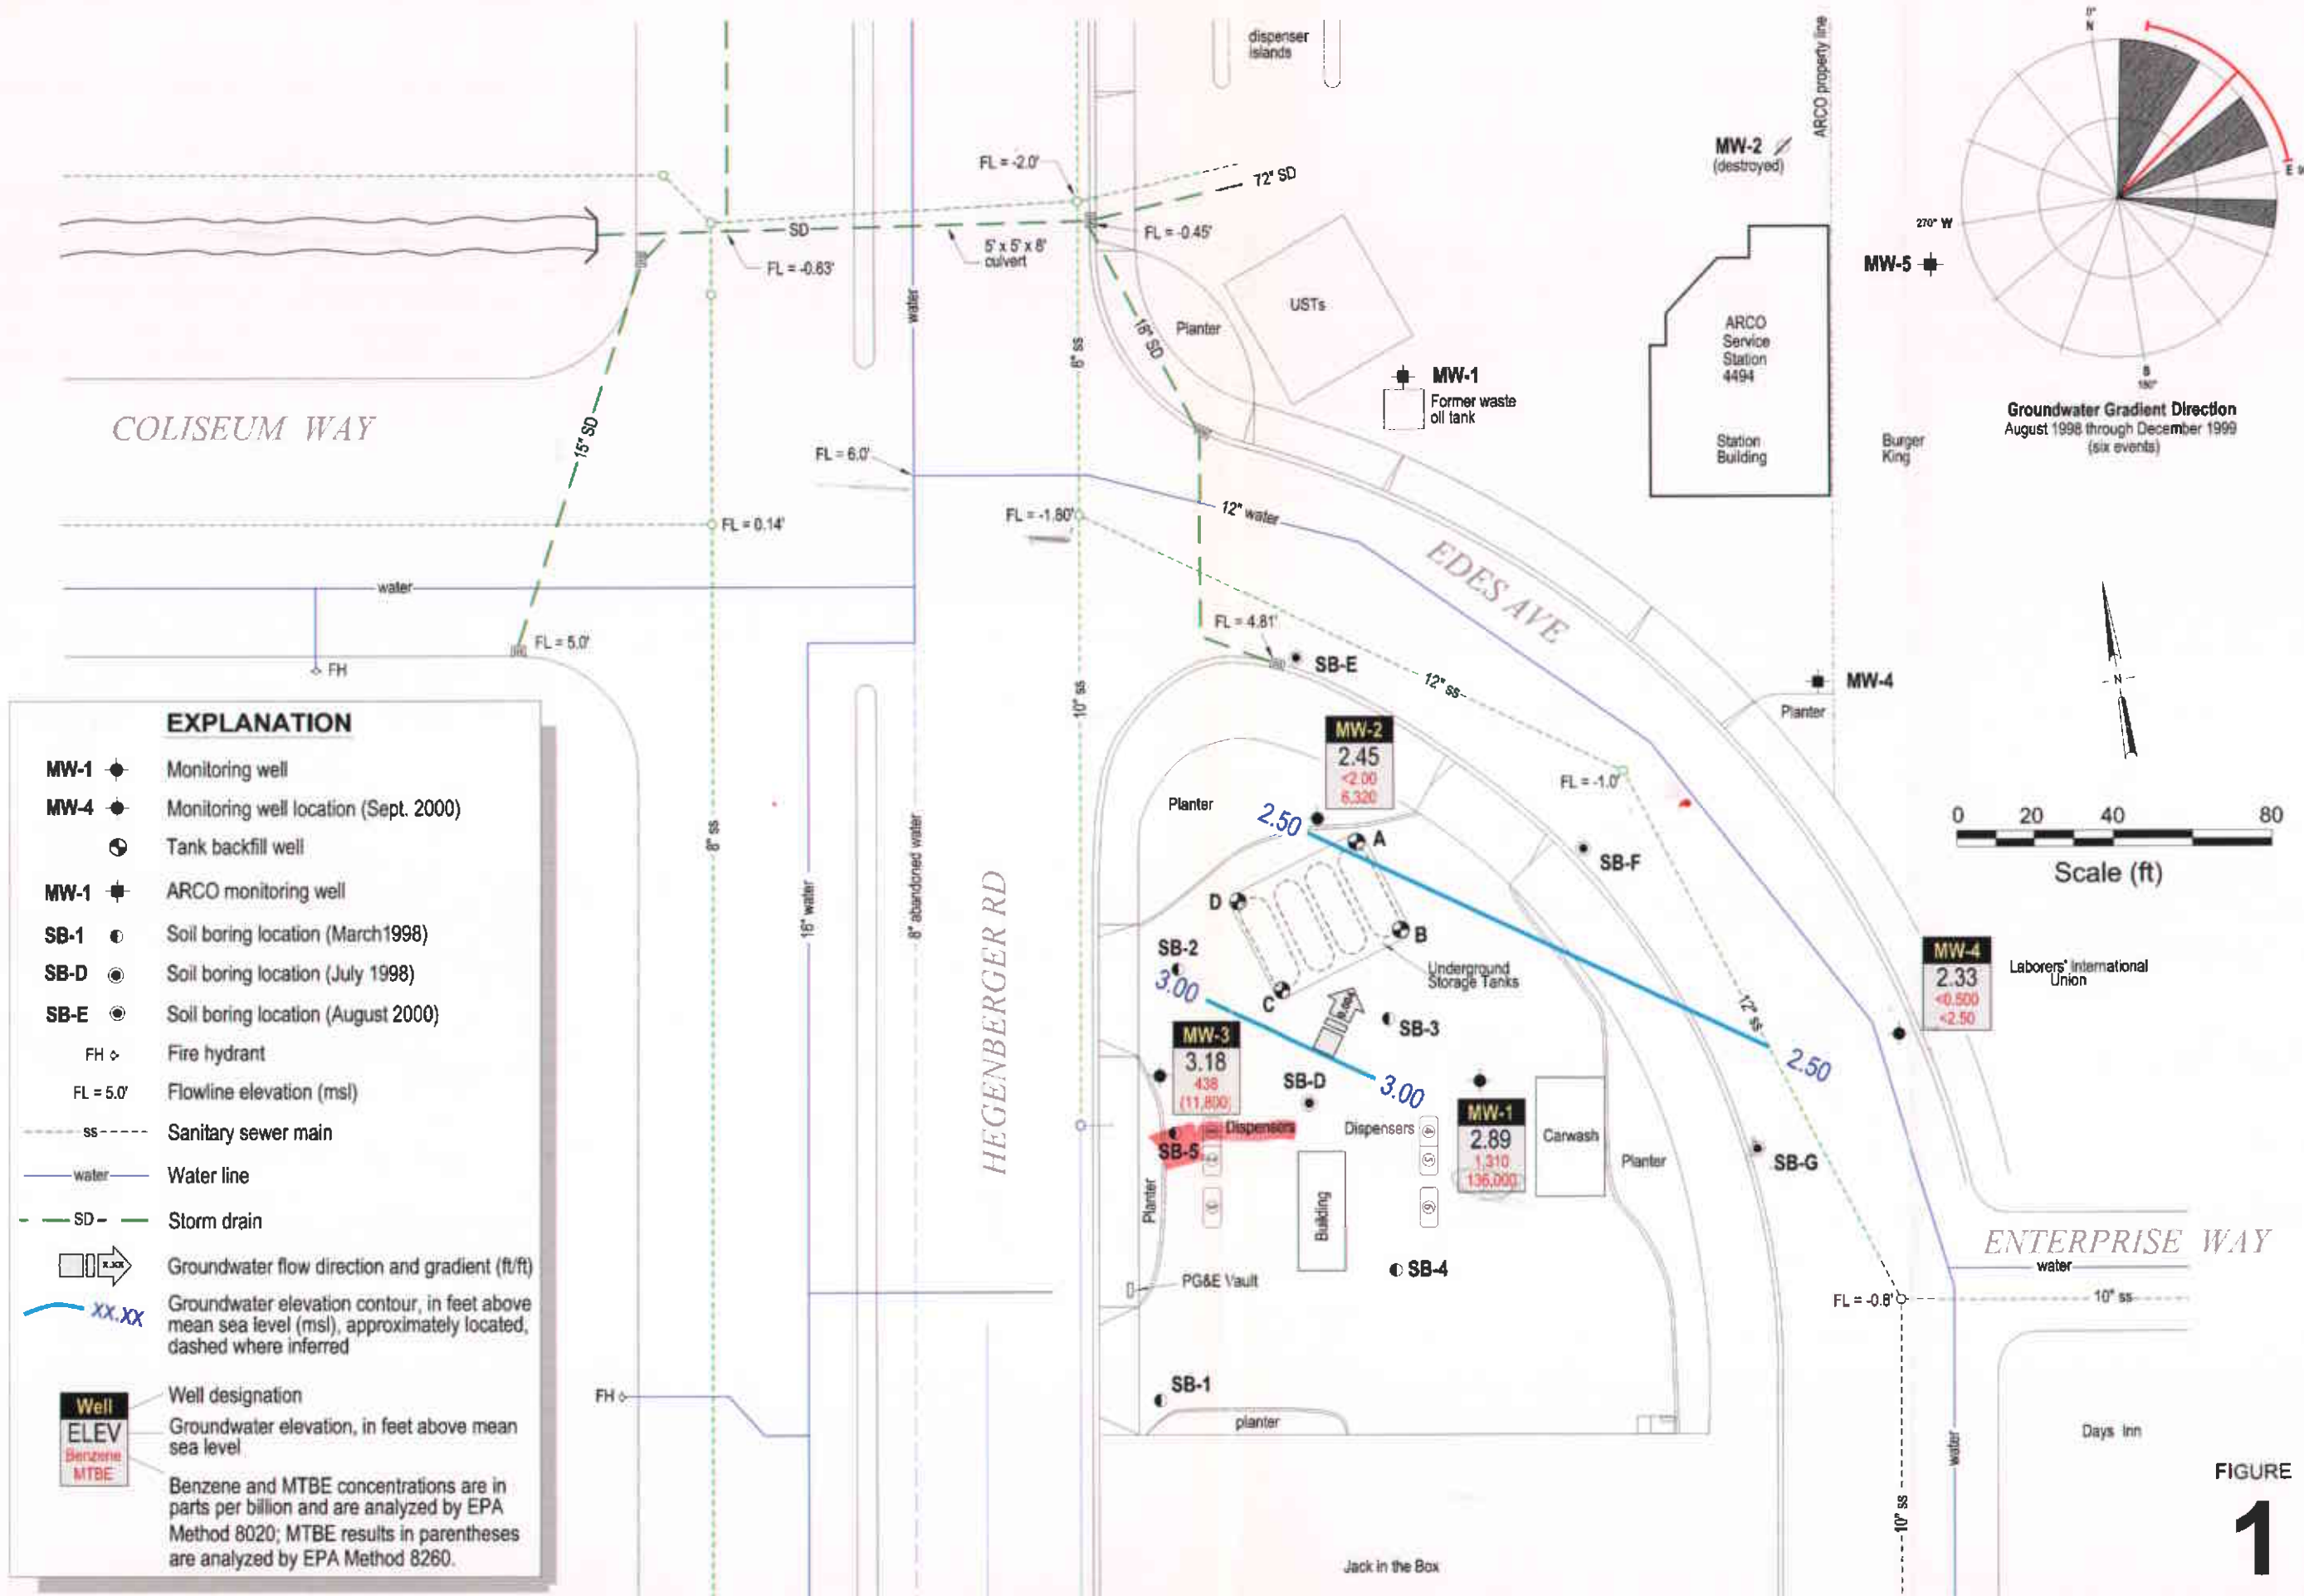 dispenser
islands
ARCO property line
0°
N
E
270° W
S
180°
Groundwater Gradient Direction
August 1998 through December 1999
(six events)
MW-2
(destroyed)
MW-5
FL = -2.0'
72" SD
SD
FL = -0.45'
5' x 5' x 8'
culvert
FL = -0.63'
water
18" SD
Planter
USTs
ARCO
Service
Station
4494
Station
Building
Burger
King
MW-1
Former waste
oil tank
COLISEUM WAY
15" SD
FL = 6.0'
FL = 0.14'
FL = -1.80'
12" water
EDES AVE
water
FH
FL = 5.0'
FL = 4.81'
SB-E
12" ss
10" ss
MW-4
Planter
N
0 20 40 80
Scale (ft)
EXPLANATION
MW-1 Monitoring well
MW-4 Monitoring well location (Sept. 2000)
Tank backfill well
MW-1 ARCO monitoring well
SB-1 Soil boring location (March1998)
SB-D Soil boring location (July 1998)
SB-E Soil boring location (August 2000)
FH Fire hydrant
FL = 5.0' Flowline elevation (msl)
ss Sanitary sewer main
water Water line
SD Storm drain
x.xx Groundwater flow direction and gradient (ft/ft)
xx.xx Groundwater elevation contour, in feet above
mean sea level (msl), approximately located,
dashed where inferred
Well Well designation
ELEV Groundwater elevation, in feet above mean
sea level
Benzene
MTBE
Benzene and MTBE concentrations are in
parts per billion and are analyzed by EPA
Method 8020; MTBE results in parentheses
are analyzed by EPA Method 8260.
8" ss
16" water
8" abandoned water
HEGENBERGER RD
FH
MW-2
2.45
<2.00
6,320
Planter
2.50
A
D
B
C
FL = -1.0'
SB-F
SB-2
3.00
Underground
Storage Tanks
0.004
SB-3
MW-3
3.18
438
(11,800)
SB-D
3.00
12" ss
2.50
MW-4
2.33
<0.500
<2.50
Laborers' International
Union
MW-1
2.89
1,310
136,000
Dispensers
Dispensers
4
5
6
3
SB-5
Carwash
Planter
SB-G
Planter
Building
SB-4
PG&E Vault
SB-1
planter
ENTERPRISE WAY
water
FL = -0.8'
10" ss
10" ss
water
Days Inn
Jack in the Box
FIGURE
1